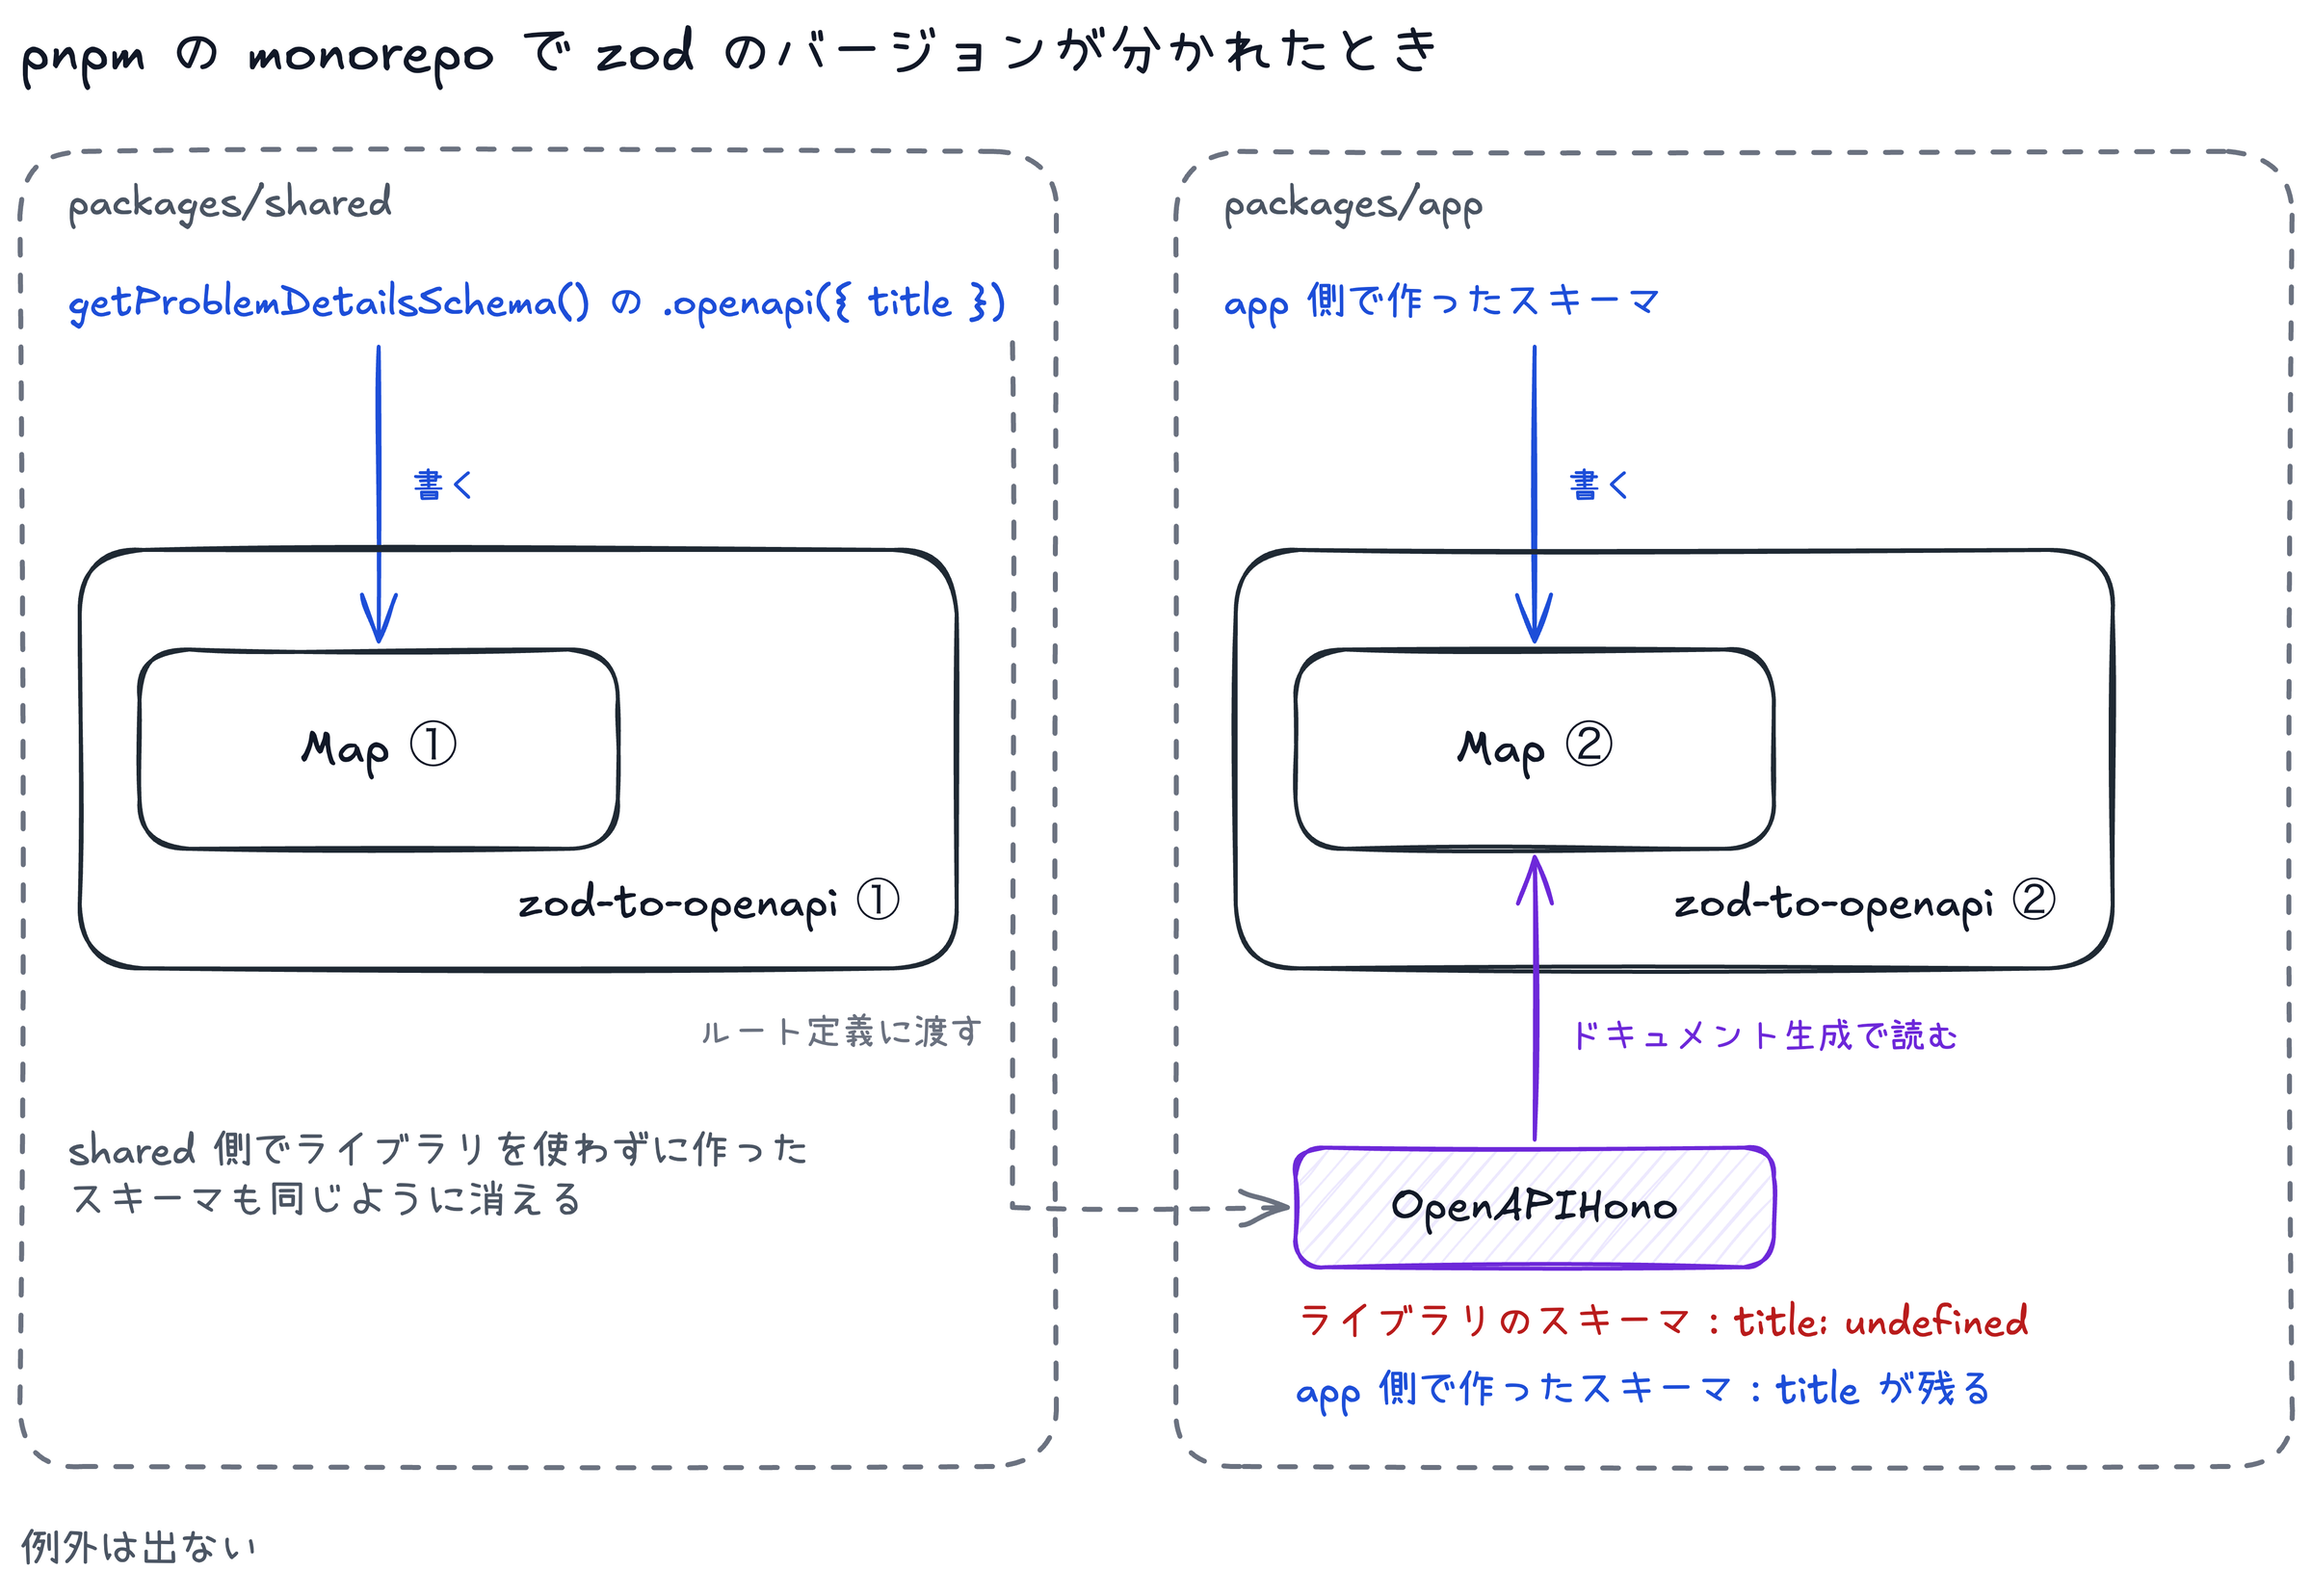 pnpm の monorepo で zod のバージョンが分かれたとき
packages/shared
getProblemDetailsSchema() の .openapi({ title })
書く
Map ①
zod-to-openapi ①
ルート定義に渡す
shared 側でライブラリを使わずに作った
スキーマも同じように消える
packages/app
app 側で作ったスキーマ
書く
Map ②
zod-to-openapi ②
ドキュメント生成で読む
OpenAPIHono
ライブラリのスキーマ：title: undefined
app 側で作ったスキーマ：title が残る
例外は出ない